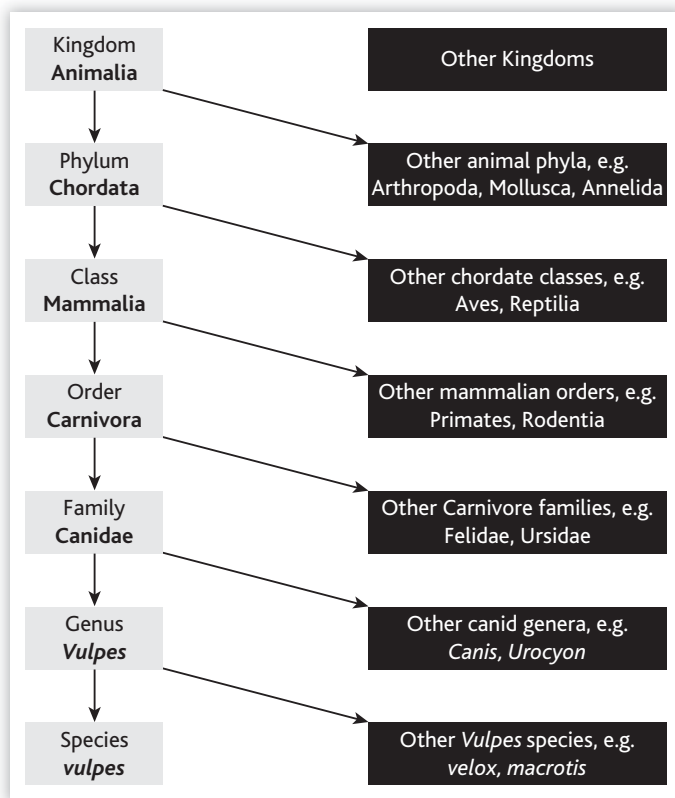 Kingdom
Animalia
Other Kingdoms
Phylum
Chordata
Other animal phyla, e.g.
Arthropoda, Mollusca, Annelida
Class
Mammalia
Other chordate classes, e.g.
Aves, Reptilia
Order
Carnivora
Other mammalian orders, e.g.
Primates, Rodentia
Family
Canidae
Other Carnivore families, e.g.
Felidae, Ursidae
Genus
Vulpes
Other canid genera, e.g.
Canis, Urocyon
Species
vulpes
Other Vulpes species, e.g.
velox, macrotis